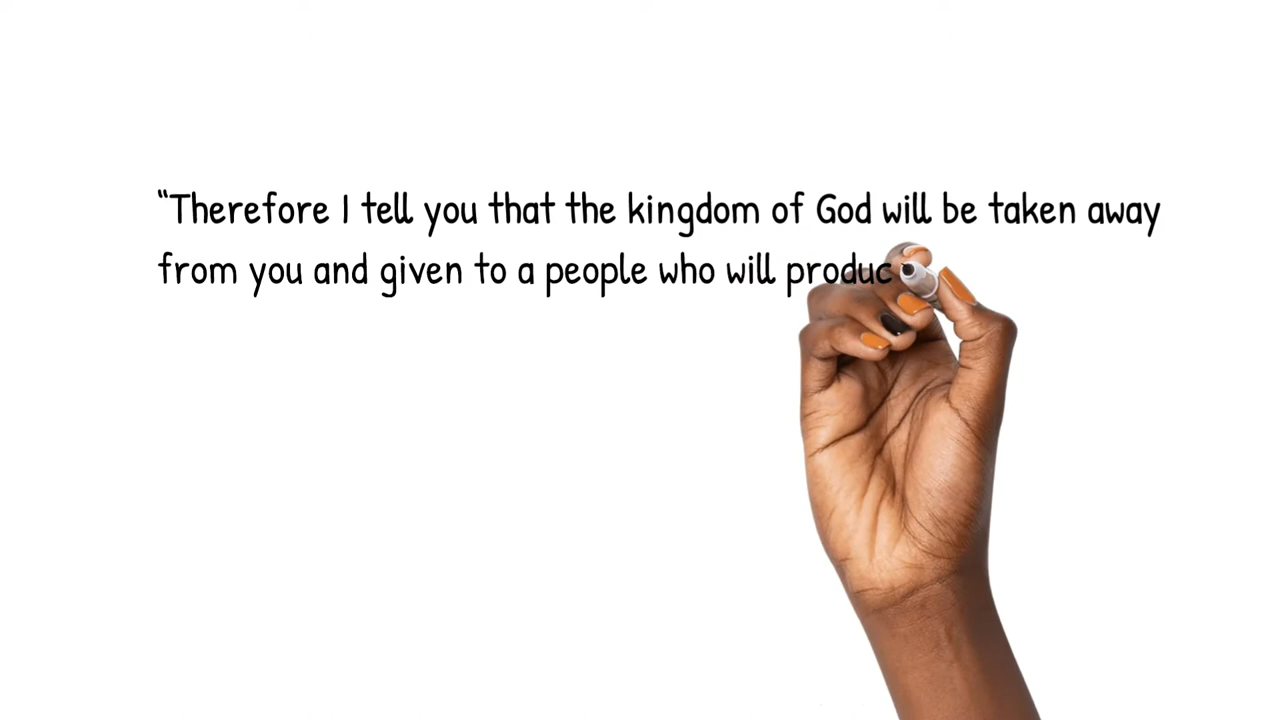 “Therefore I tell you that the kingdom of God will be taken away
from you and given to a people who will produc